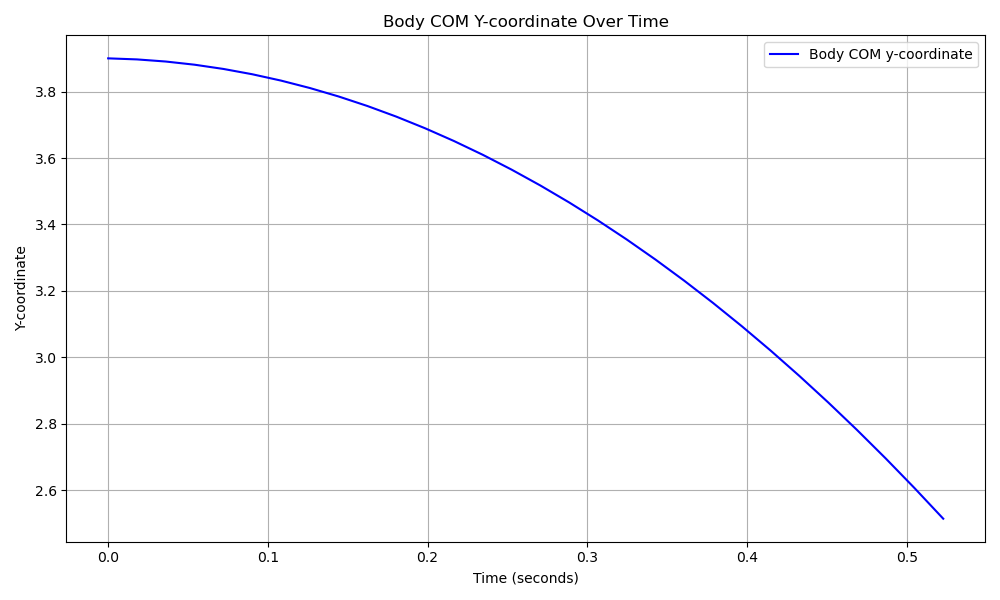 Body COM Y-coordinate Over Time
Body COM y-coordinate
Y-coordinate
3.8
3.6
3.4
3.2
3.0
2.8
2.6
0.0 0.1 0.2 0.3 0.4 0.5
Time (seconds)